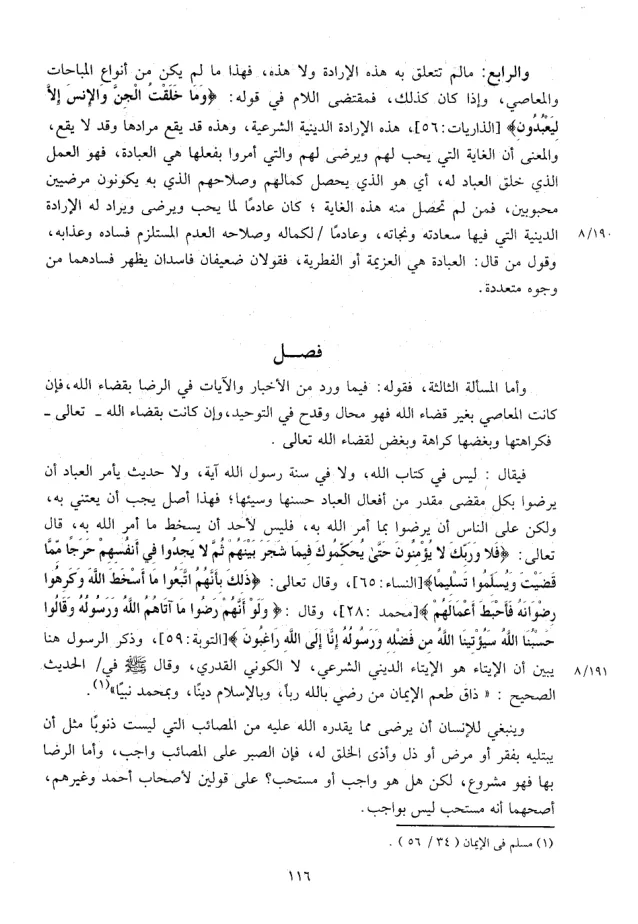 والرابع: مالم تتعلق به هذه الإرادة ولا هذه، فهذا ما لم يكن من أنواع المباحات
والمعاصي، وإذا كان كذلك، فمقتضى اللام في قوله: ﴿وَمَا خَلَقْتُ الْجِنَّ وَالإِنسَ إِلاَّ
لِيَعْبُدُونِ﴾ [الذاريات:٥٦]، هذه الإرادة الدينية الشرعية، وهذه قد يقع مرادها وقد لا يقع،
والمعنى أن الغاية التي يحب لهم ويرضى لهم والتي أمروا بفعلها هي العبادة، فهو العمل
الذي خلق العباد له، أي هو الذي يحصل كمالهم وصلاحهم الذي به يكونون مرضيين
محبوبين، فمن لم تحصل منه هذه الغاية ؛ كان عادمًا لما يحب ويرضى ويراد له الإرادة
الدينية التي فيها سعادته ونجاته، وعادمًا /لكماله وصلاحه العدم المستلزم فساده وعذابه، ٨/١٩٠
وقول من قال: العبادة هي العزيمة أو الفطرية، فقولان ضعيفان فاسدان يظهر فسادهما من
وجوه متعددة.
فصـل
وأما المسألة الثالثة، فقوله: فيما ورد من الأخبار والآيات في الرضا بقضاء الله،فإن
كانت المعاصي بغير قضاء الله فهو محال وقدح في التوحيد،وإن كانت بقضاء الله ـ تعالى ـ
فكراهتها وبغضها كراهة وبغض لقضاء الله تعالى .
فيقال : ليس في كتاب الله، ولا في سنة رسول الله آية، ولا حديث يأمر العباد أن
يرضوا بكل مقضى مقدر من أفعال العباد حسنها وسيئها؛ فهذا أصل يجب أن يعتني به،
ولكن على الناس أن يرضوا بما أمر الله به، فليس لأحد أن يسخط ما أمر الله به، قال
تعالى: ﴿فَلا وَرَبِّكَ لا يُؤْمِنُونَ حَتَّىٰ يُحَكِّمُوكَ فِيمَا شَجَرَ بَيْنَهُمْ ثُمَّ لا يَجِدُوا فِي أَنفُسِهِمْ حَرَجًا مِّمَّا
قَضَيْتَ وَيُسَلِّمُوا تَسْلِيمًا﴾[النساء:٦٥]، وقال تعالى: ﴿ذَلِكَ بِأَنَّهُمُ اتَّبَعُوا مَا أَسْخَطَ اللَّهَ وَكَرِهُوا
رِضْوَانَهُ فَأَحْبَطَ أَعْمَالَهُمْ﴾[محمد :٢٨]، وقال :﴿ وَلَوْ أَنَّهُمْ رَضُوا مَا آتَاهُمُ اللَّهُ وَرَسُولُهُ وَقَالُوا
حَسْبُنَا اللَّهُ سَيُؤْتِينَا اللَّهُ مِن فَضْلِهِ وَرَسُولُهُ إِنَّا إِلَى اللَّهِ رَاغِبُونَ ﴾[التوبة:٥٩]، وذكر الرسول هنا
يبين أن الإيتاء هو الإيتاء الديني الشرعي، لا الكوني القدري، وقال ﷺ في/ الحديث ٨/١٩١
الصحيح : « ذاق طعم الإيمان من رضي بالله رباً، وبالإسلام دينًا، وبمحمد نبيًا»(١).
وينبغي للإنسان أن يرضى مما يقدره الله عليه من المصائب التي ليست ذنوبًا مثل أن
يبتليه بفقر أو مرض أو ذل وأذى الخلق له، فإن الصبر على المصائب واجب، وأما الرضا
بها فهو مشروع، لكن هل هو واجب أو مستحب؟ على قولين لأصحاب أحمد وغيرهم،
أصحهما أنه مستحب ليس بواجب.
(١) مسلم فى الإيمان (٣٤ / ٥٦ ) .
١١٦